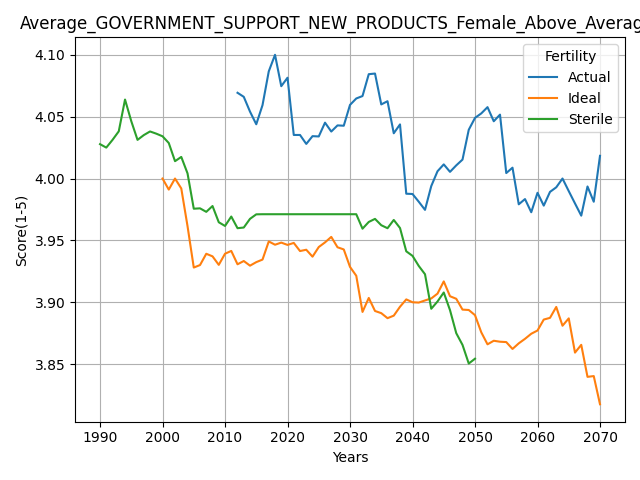 Average_GOVERNMENT_SUPPORT_NEW_PRODUCTS_Female_Above_Averag
Fertility
Actual
Ideal
Sterile
4.10
4.05
4.00
3.95
3.90
3.85
Score(1-5)
1990 2000 2010 2020 2030 2040 2050 2060 2070
Years